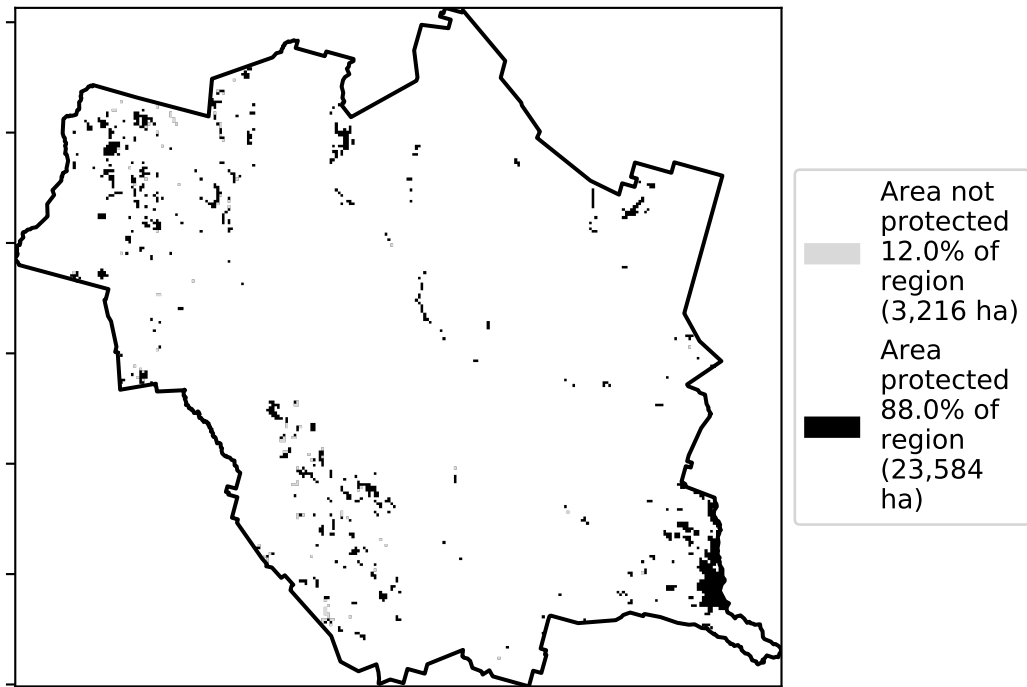 Area not
protected
12.0% of
region
(3,216 ha)
Area
protected
88.0% of
region
(23,584
ha)